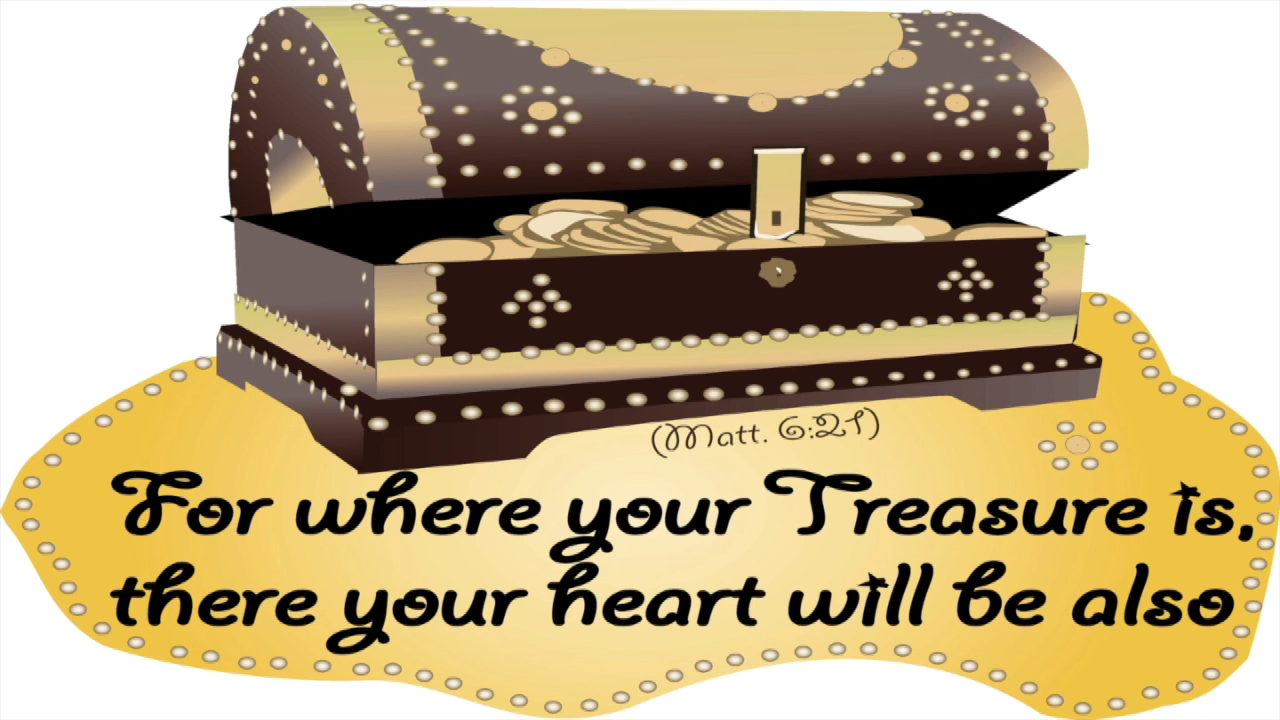 (Matt. 6:21)
For where your Treasure is,
there your heart will be also